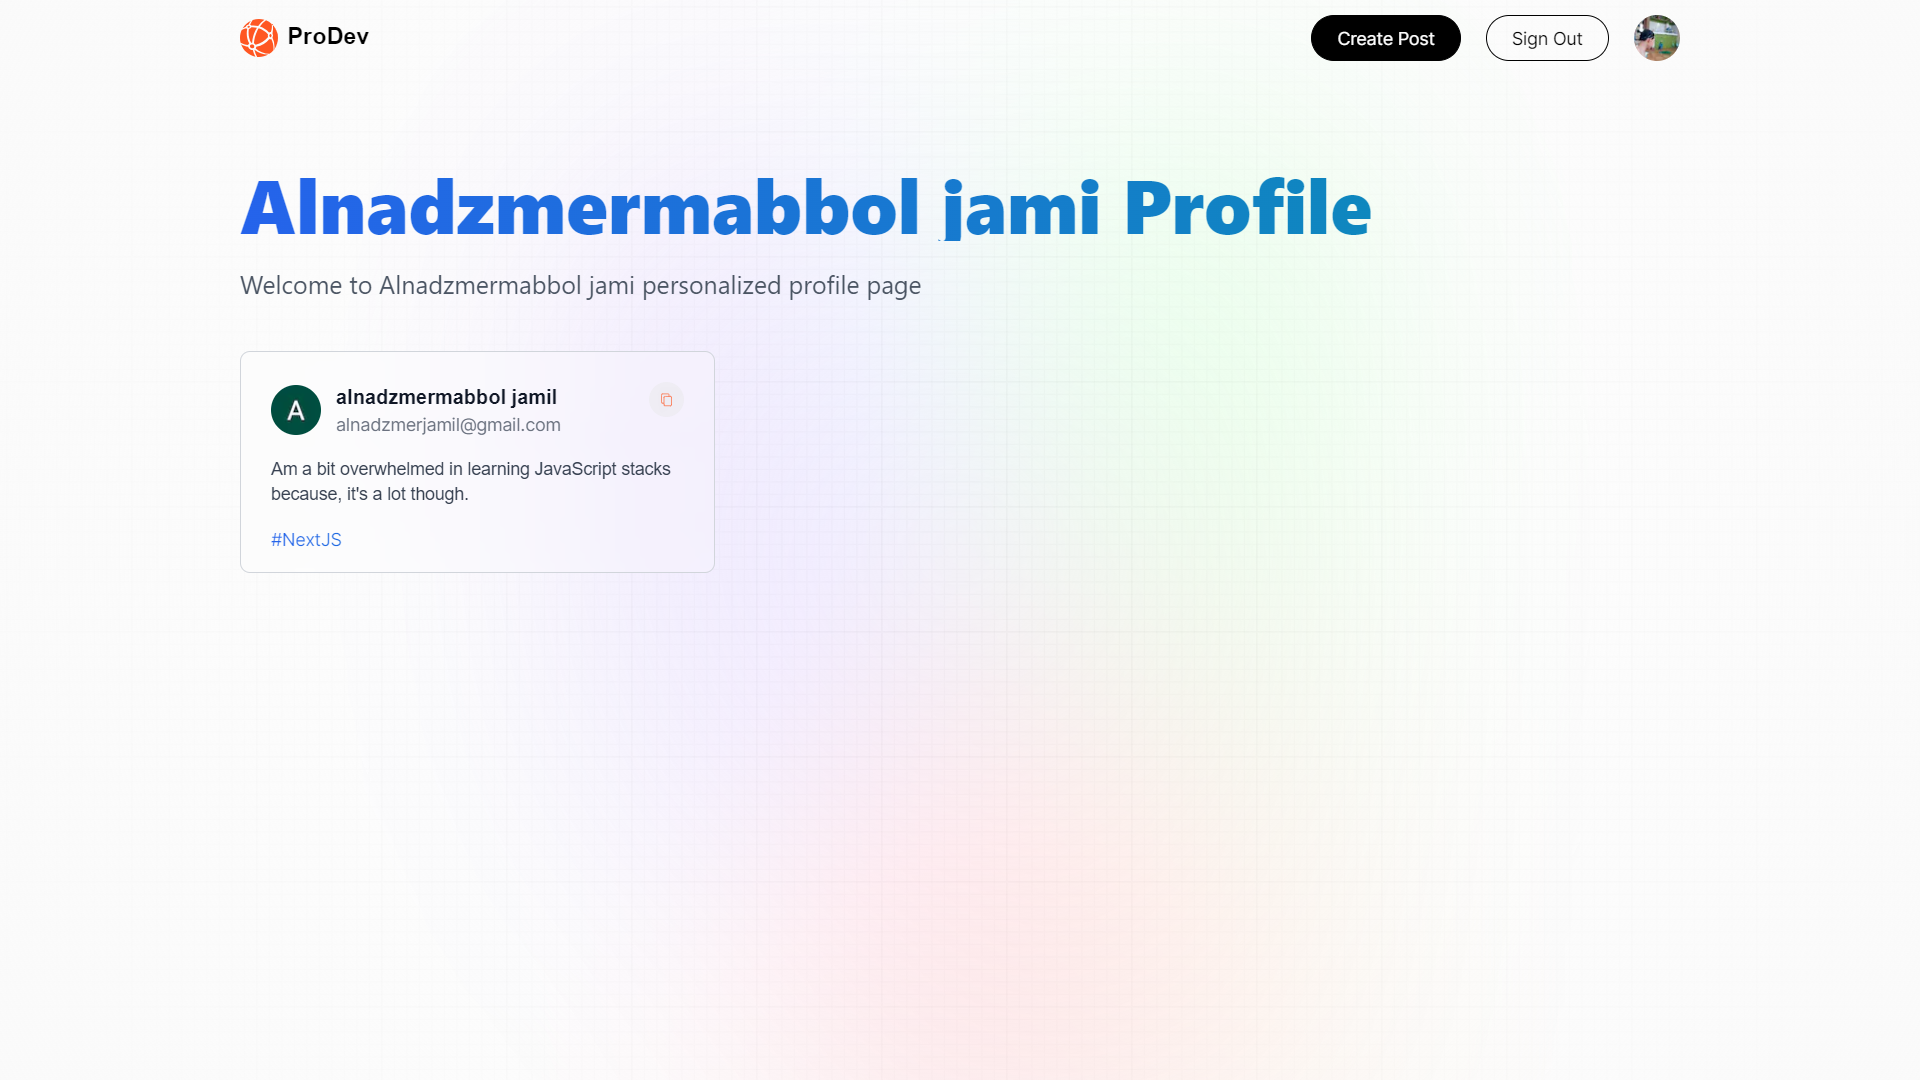 ProDev
Create Post
Sign Out
Alnadzmermabbol jami Profile
Welcome to Alnadzmermabbol jami personalized profile page
A
alnadzmermabbol jamil
alnadzmerjamil@gmail.com
Am a bit overwhelmed in learning JavaScript stacks
because, it's a lot though.
#NextJS